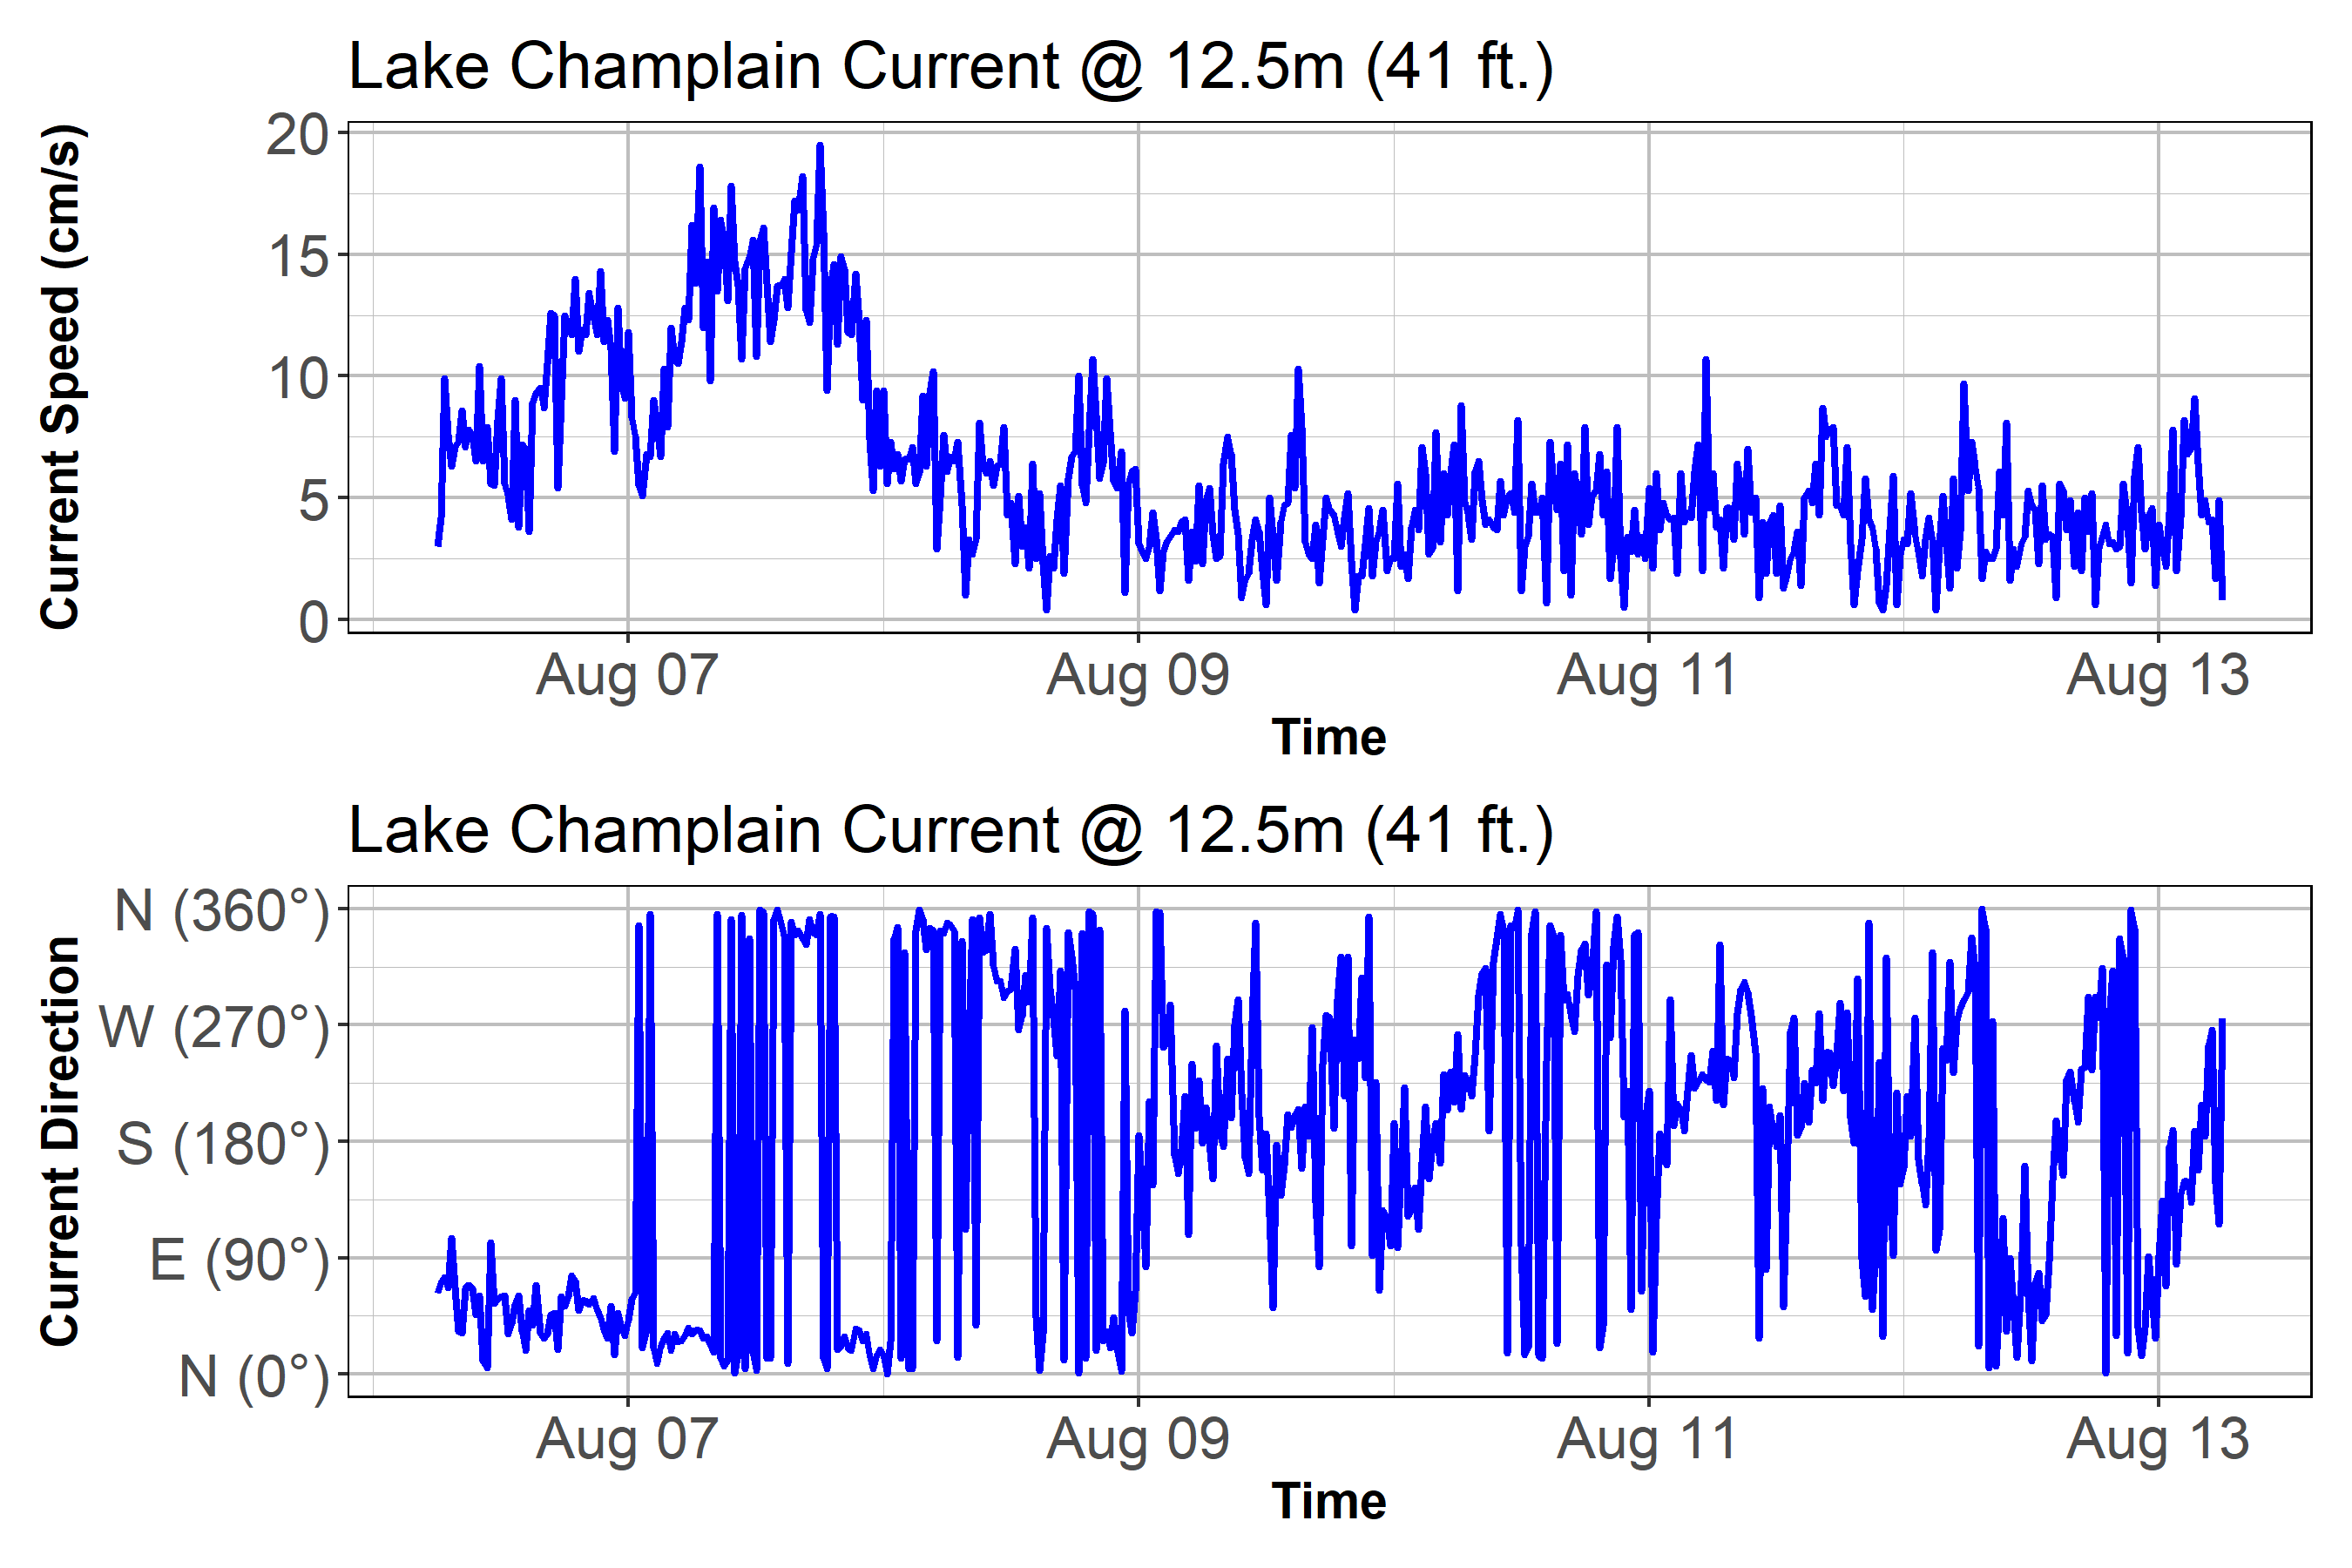 Lake Champlain Current @ 12.5m (41 ft.)
Current Speed (cm/s)
20
15
10
5
0
Aug 07 Aug 09 Aug 11 Aug 13
Time
Lake Champlain Current @ 12.5m (41 ft.)
Current Direction
N (360°)
W (270°)
S (180°)
E (90°)
N (0°)
Aug 07 Aug 09 Aug 11 Aug 13
Time